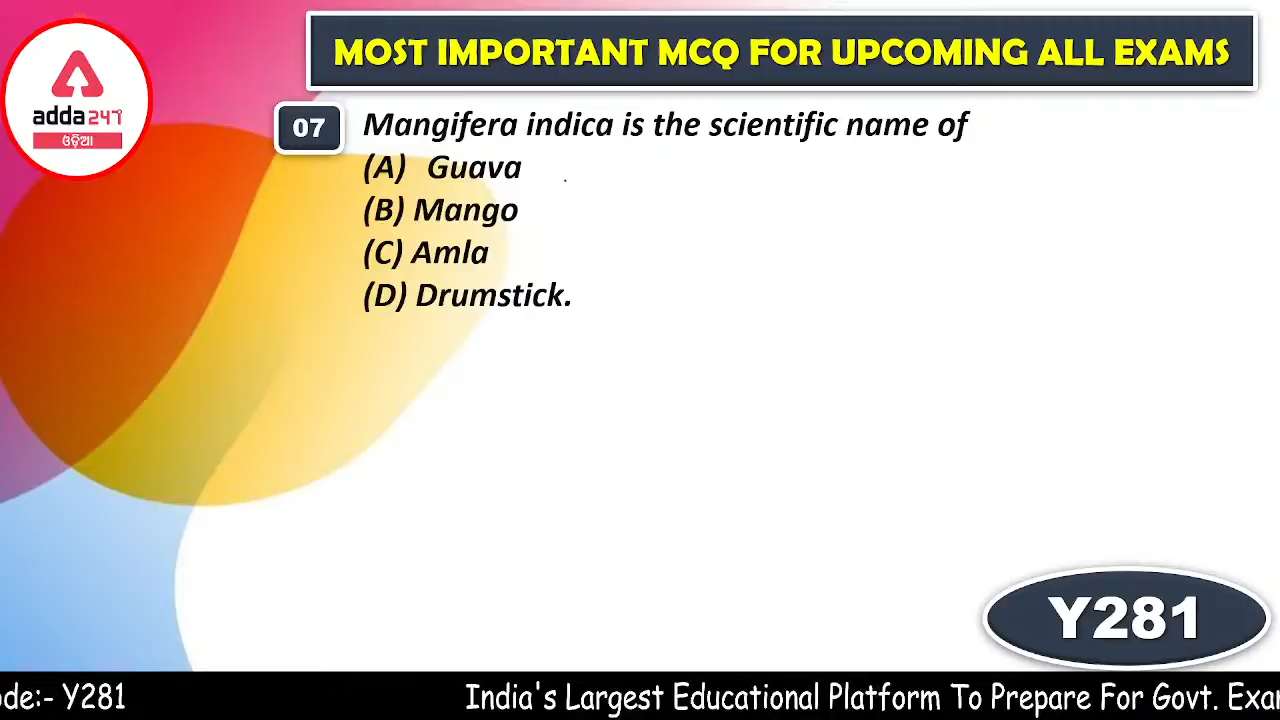 MOST IMPORTANT MCQ FOR UPCOMING ALL EXAMS
adda247
ଓଡ଼ିଆ
07
Mangifera indica is the scientific name of
(A) Guava
(B) Mango
(C) Amla
(D) Drumstick.
Y281
ode:- Y281 India's Largest Educational Platform To Prepare For Govt. Exa